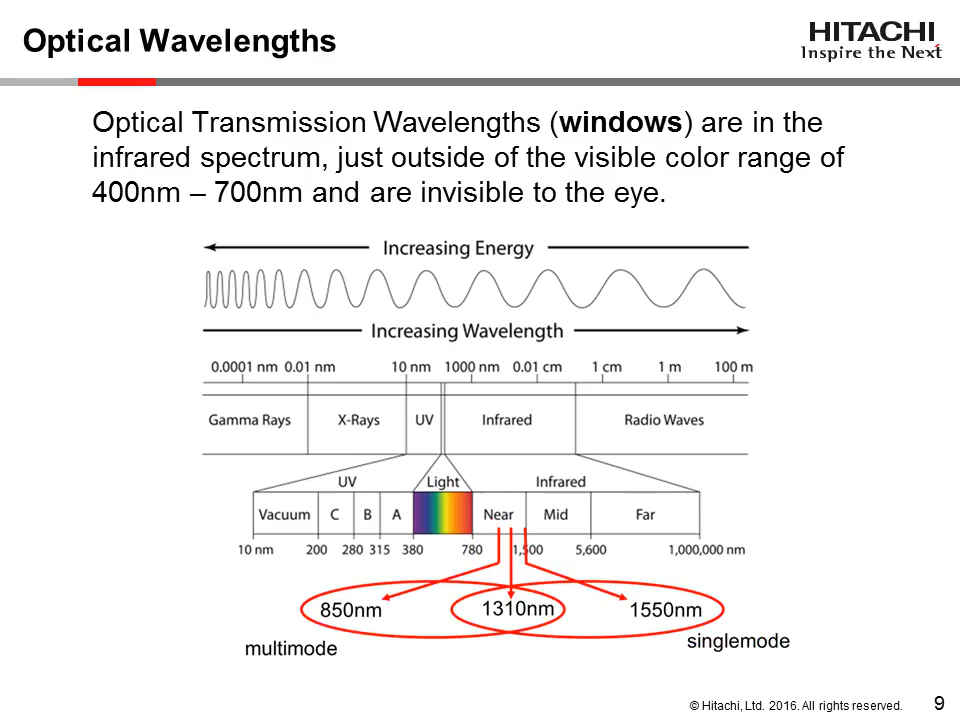 Optical Wavelengths
HITACHI
Inspire the Next
Optical Transmission Wavelengths (windows) are in the
infrared spectrum, just outside of the visible color range of
400nm – 700nm and are invisible to the eye.
Increasing Energy
Increasing Wavelength
0.0001 nm 0.01 nm 10 nm 1000 nm 0.01 cm 1 cm 1 m 100 m
Gamma Rays X-Rays UV Infrared Radio Waves
UV Light Infrared
Vacuum C B A Near Mid Far
10 nm 200 280 315 380 780 1,500 5,600 1,000,000 nm
850nm 1310nm 1550nm
multimode singlemode
© Hitachi, Ltd. 2016. All rights reserved. 9